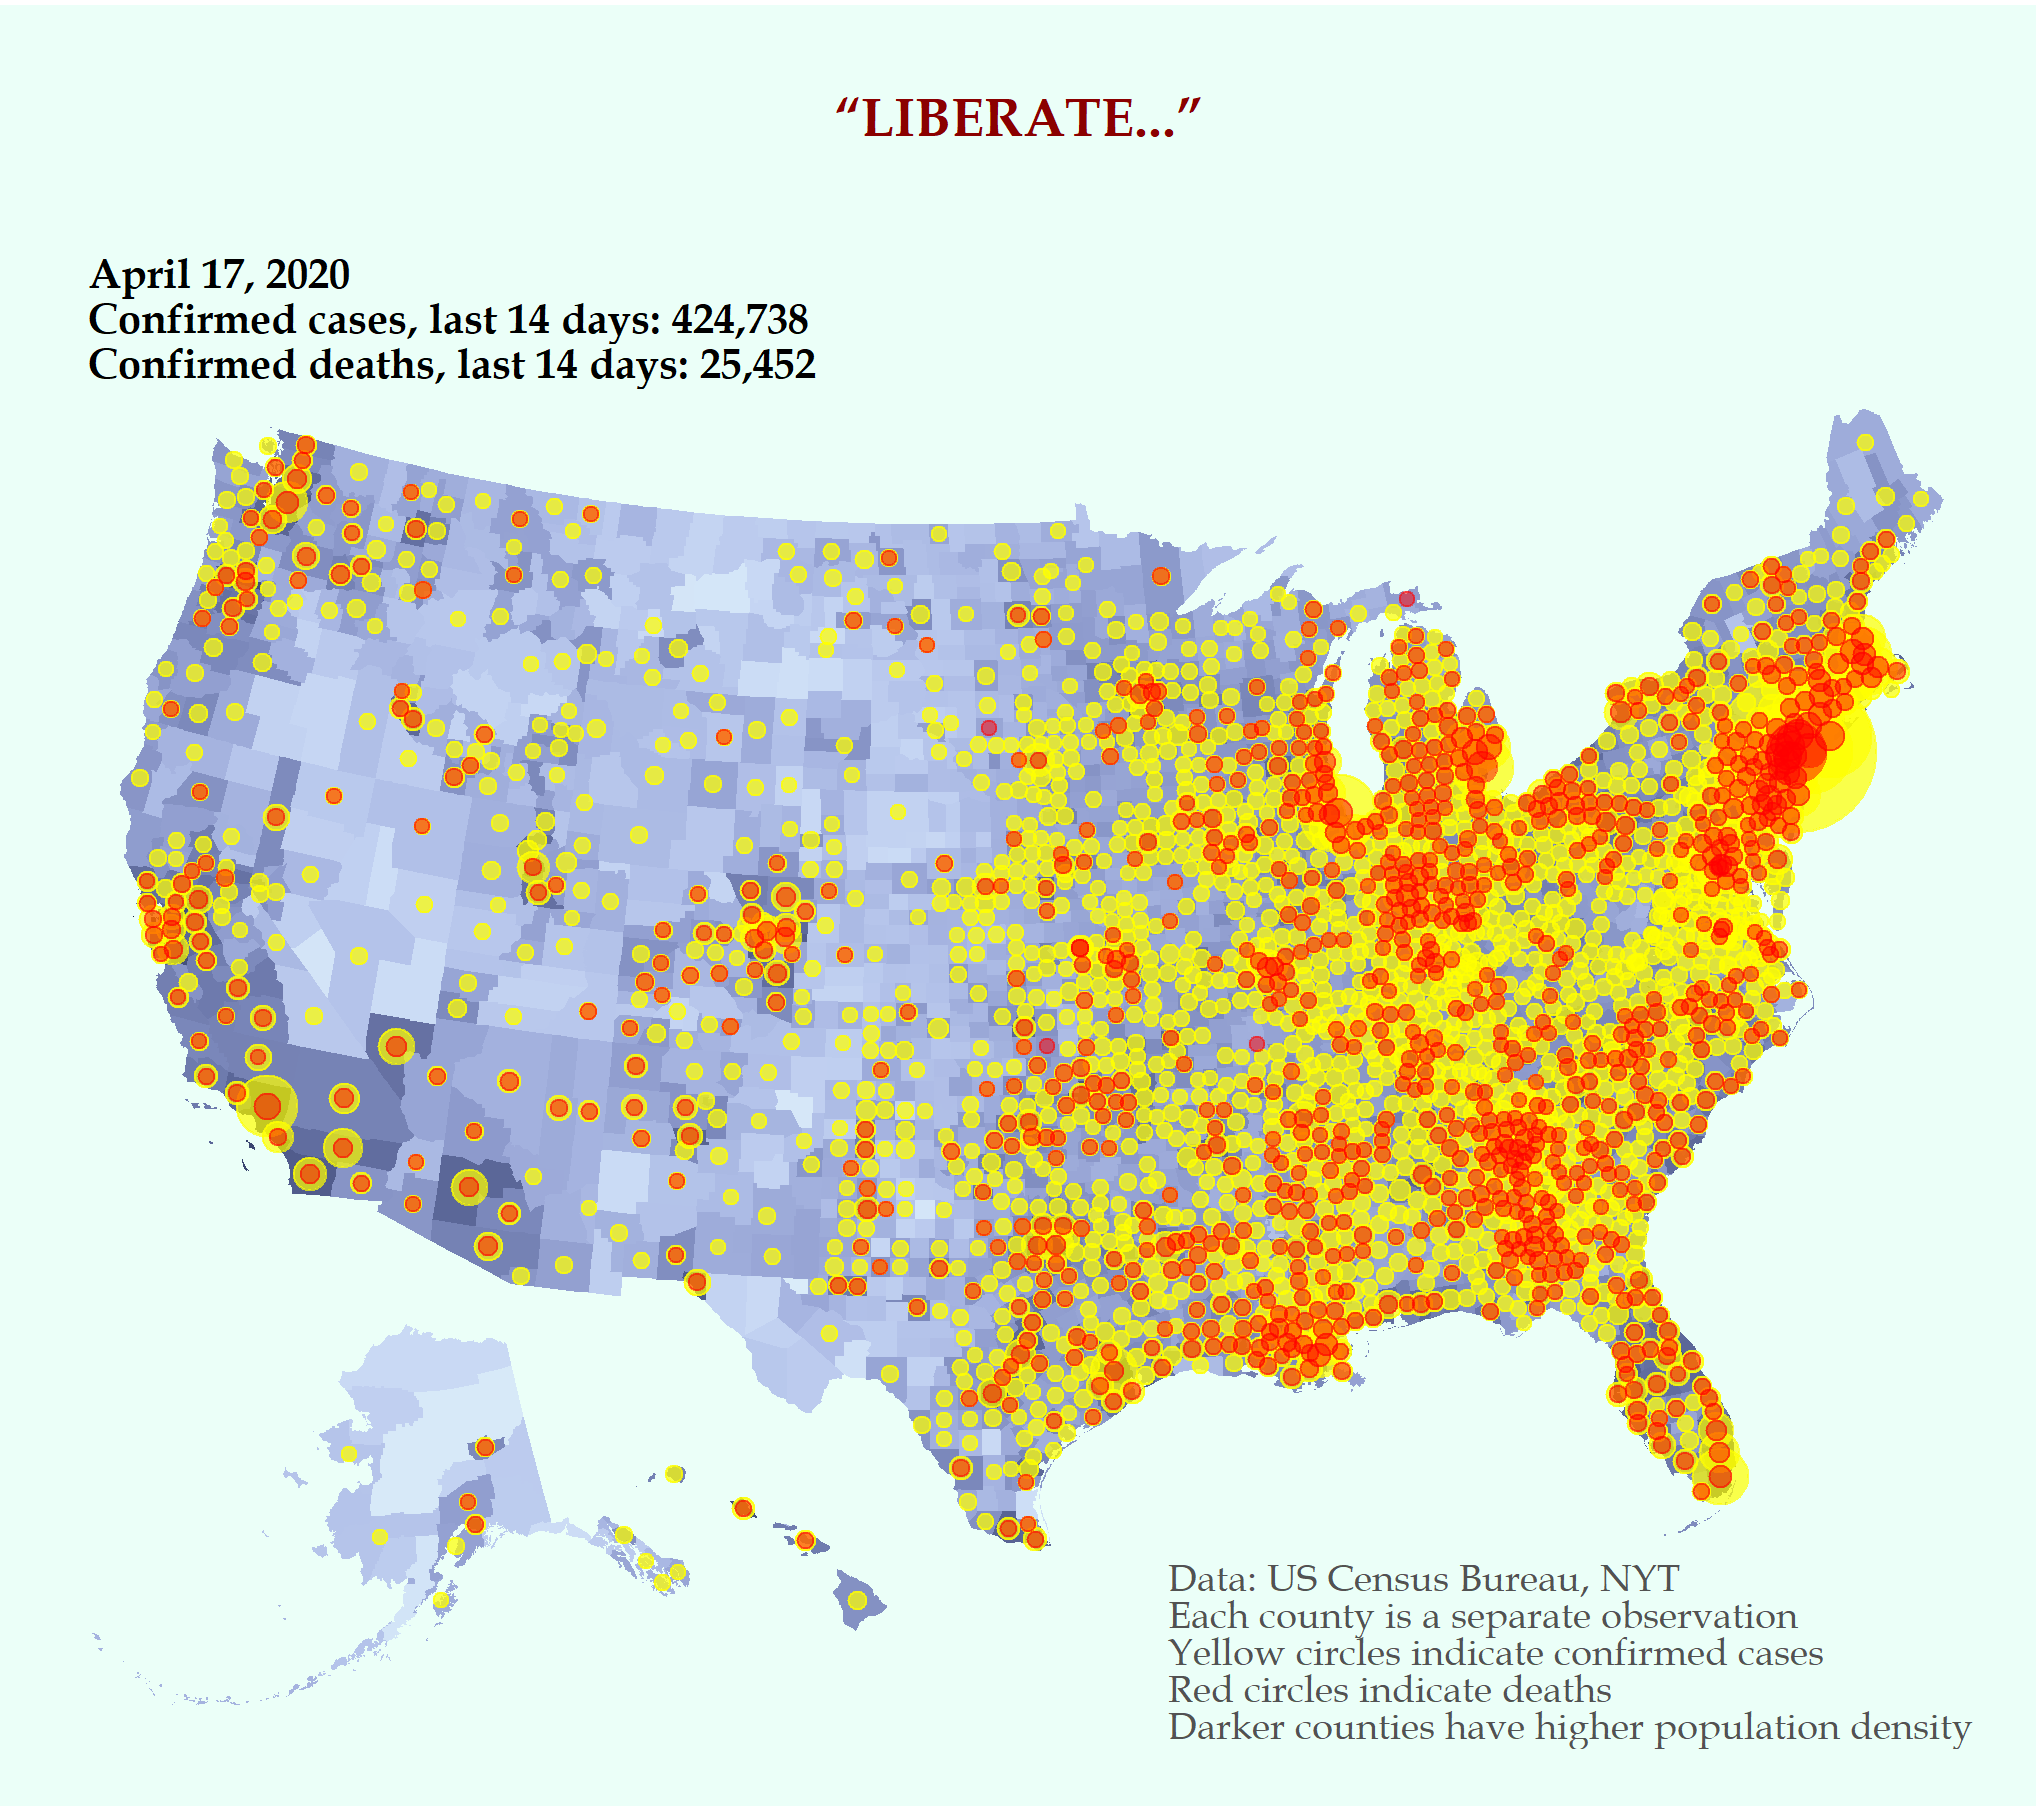 “LIBERATE...”
April 17, 2020
Confirmed cases, last 14 days: 424,738
Confirmed deaths, last 14 days: 25,452
Data: US Census Bureau, NYT
Each county is a separate observation
Yellow circles indicate confirmed cases
Red circles indicate deaths
Darker counties have higher population density